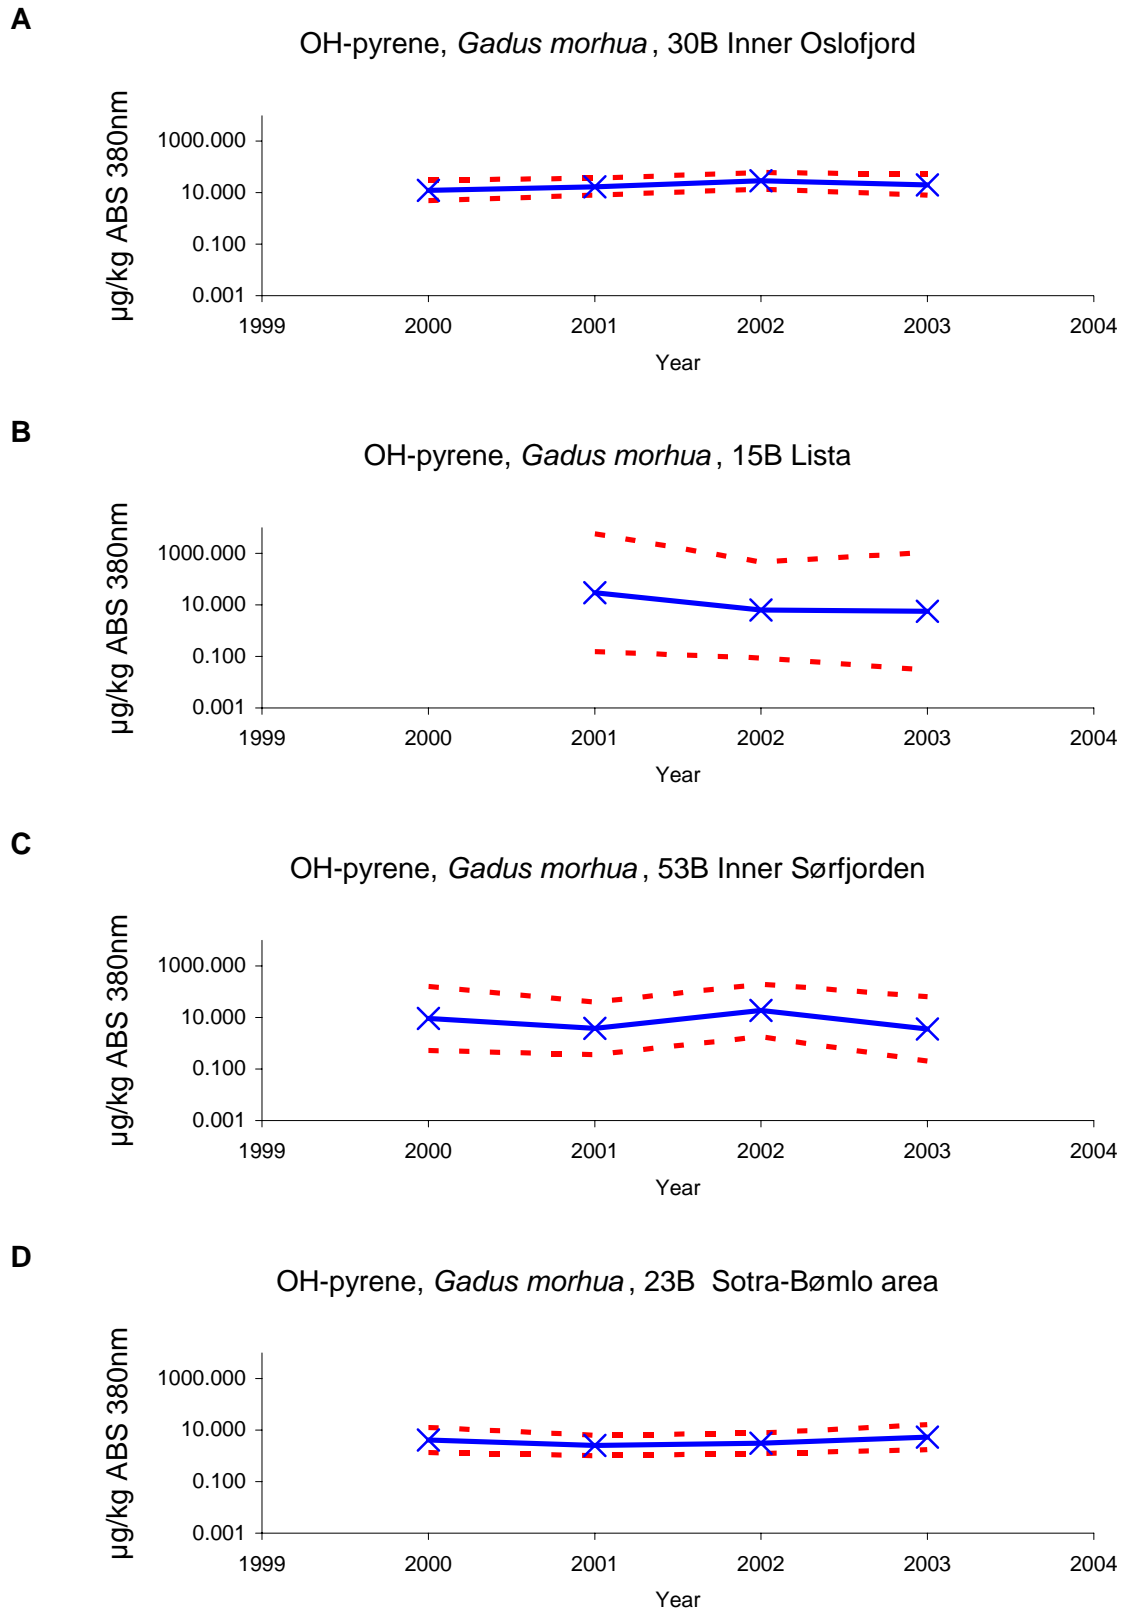 A
OH-pyrene, Gadus morhua, 30B Inner Oslofjord
µg/kg ABS 380nm
1000.000
10.000
0.100
0.001
1999 2000 2001 2002 2003 2004
Year
B
OH-pyrene, Gadus morhua, 15B Lista
µg/kg ABS 380nm
1000.000
10.000
0.100
0.001
1999 2000 2001 2002 2003 2004
Year
C
OH-pyrene, Gadus morhua, 53B Inner Sørfjorden
µg/kg ABS 380nm
1000.000
10.000
0.100
0.001
1999 2000 2001 2002 2003 2004
Year
D
OH-pyrene, Gadus morhua, 23B Sotra-Bømlo area
µg/kg ABS 380nm
1000.000
10.000
0.100
0.001
1999 2000 2001 2002 2003 2004
Year